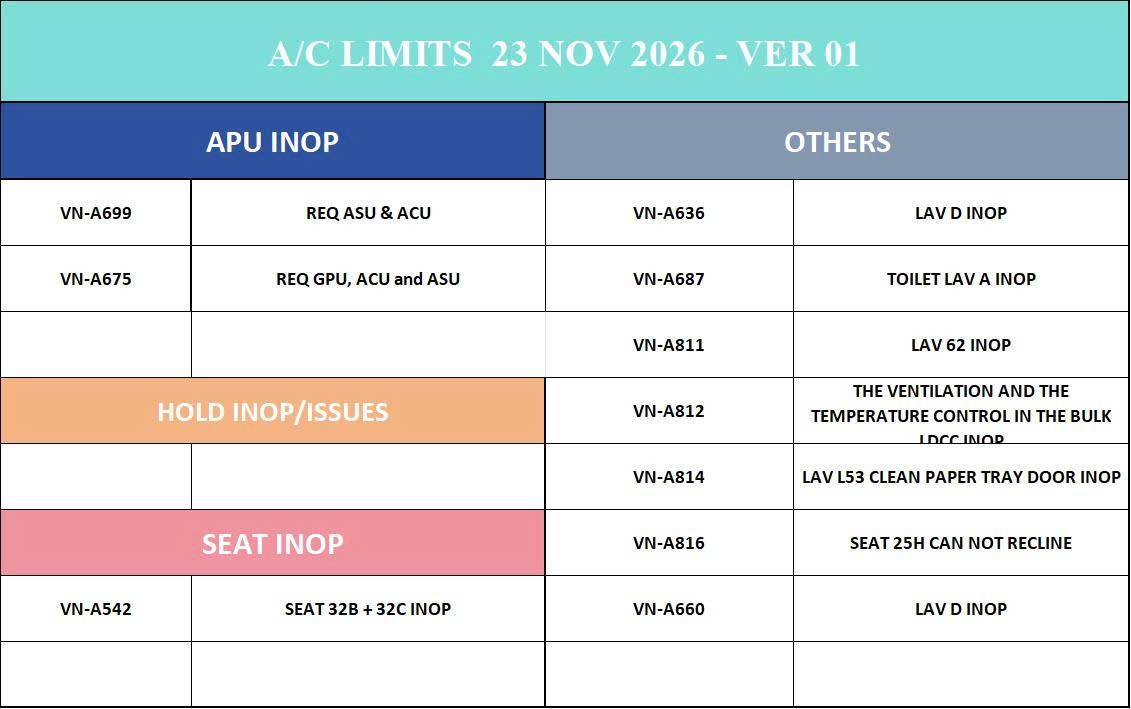 A/C LIMITS 23 NOV 2026 - VER 01
APU INOP
OTHERS
VN-A699
REQ ASU & ACU
VN-A636
LAV D INOP
VN-A675
REQ GPU, ACU and ASU
VN-A687
TOILET LAV A INOP
VN-A811
LAV 62 INOP
HOLD INOP/ISSUES
VN-A812
THE VENTILATION AND THE
TEMPERATURE CONTROL IN THE BULK
LDCC INOP
VN-A814
LAV L53 CLEAN PAPER TRAY DOOR INOP
SEAT INOP
VN-A816
SEAT 25H CAN NOT RECLINE
VN-A542
SEAT 32B + 32C INOP
VN-A660
LAV D INOP